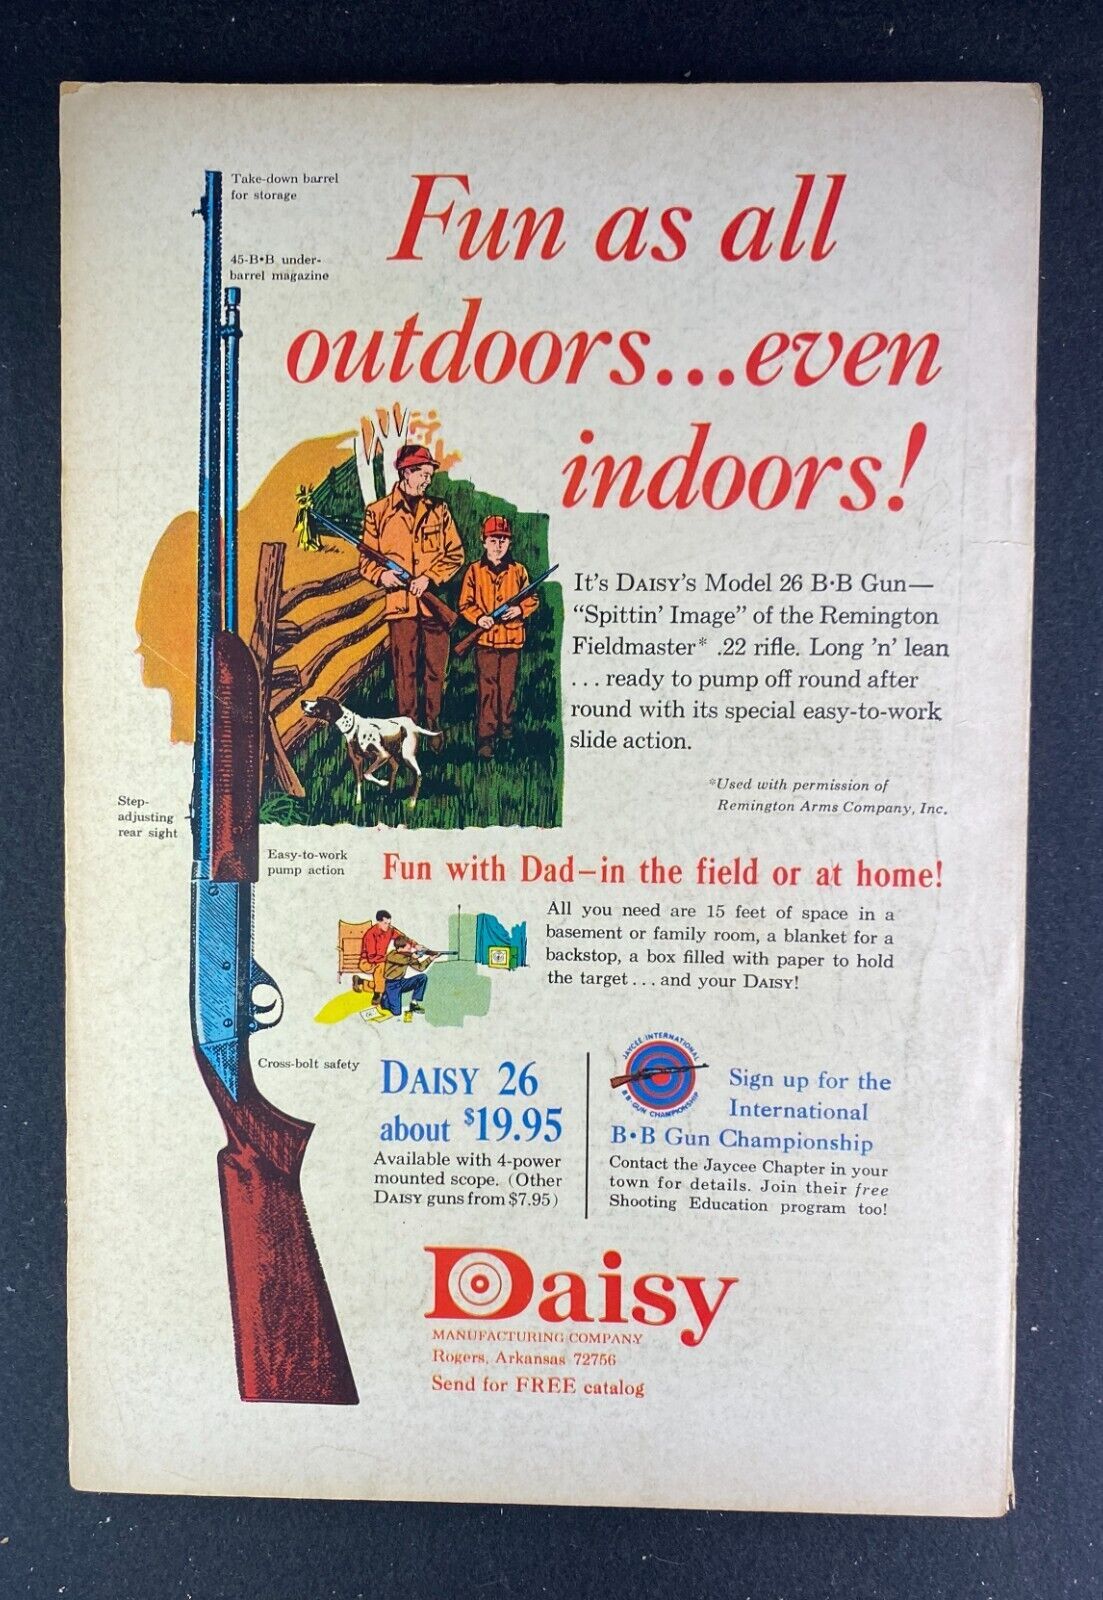 Take-down barrel
for storage
45-B•B under-
barrel magazine
Fun as all
outdoors...even
indoors!
It's DAISY's Model 26 B·B Gun—
"Spittin' Image" of the Remington
Fieldmaster* .22 rifle. Long 'n' lean
... ready to pump off round after
round with its special easy-to-work
slide action.
*Used with permission of
Remington Arms Company, Inc.
Step-
adjusting
rear sight
Easy-to-work
pump action
Fun with Dad—in the field or at home!
All you need are 15 feet of space in a
basement or family room, a blanket for a
backstop, a box filled with paper to hold
the target ... and your DAISY!
Cross-bolt safety
DAISY 26
about $19.95
Available with 4-power
mounted scope. (Other
DAISY guns from $7.95)
JAYCEE INTERNATIONAL
B·B·GUN CHAMPIONSHIP
Sign up for the
International
B•B Gun Championship
Contact the Jaycee Chapter in your
town for details. Join their free
Shooting Education program too!
Daisy
MANUFACTURING COMPANY
Rogers, Arkansas 72756
Send for FREE catalog